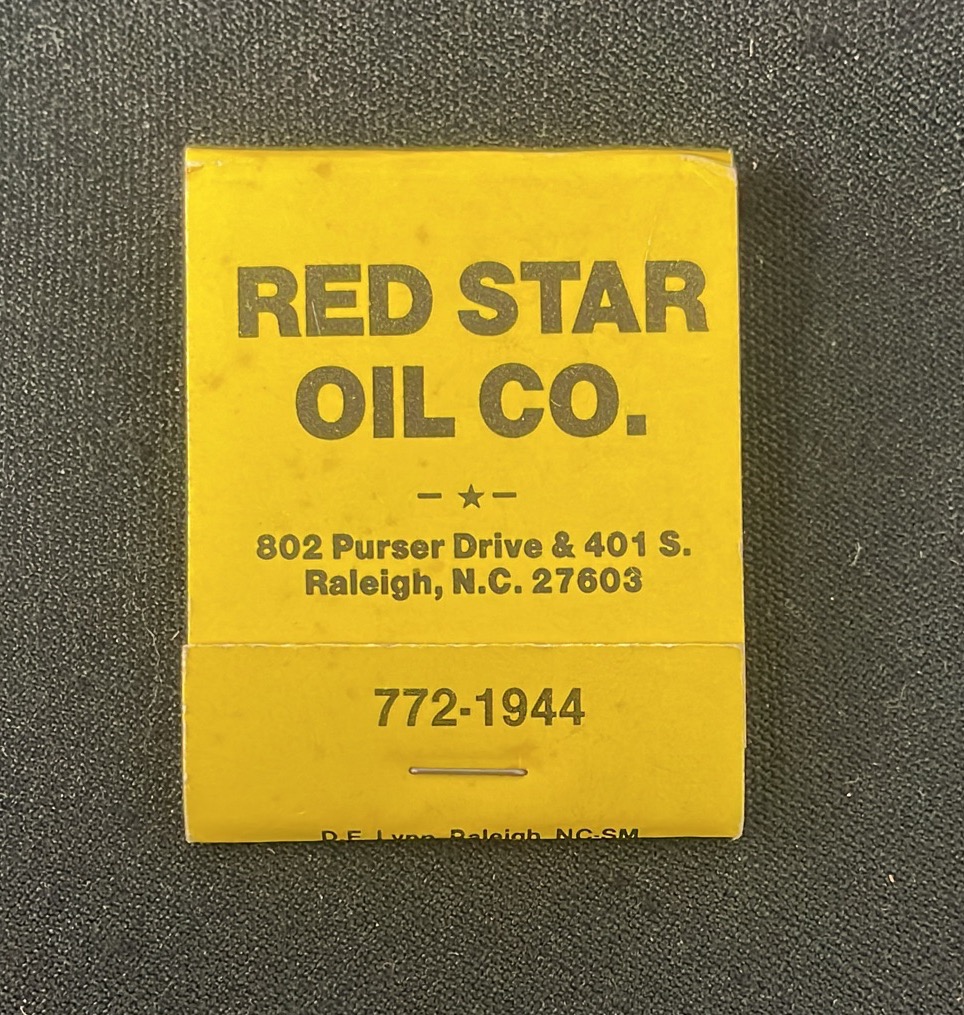 RED STAR
OIL CO.
802 Purser Drive & 401 S.
Raleigh, N.C. 27603
772-1944
D.E. Lynn, Raleigh, NC-SM